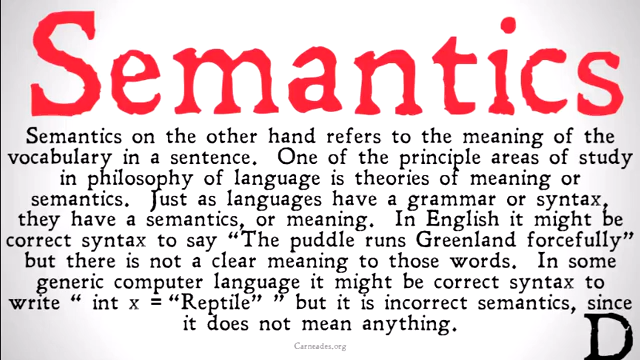 Semantics
Semantics on the other hand refers to the meaning of the
vocabulary in a sentence. One of the principle areas of study
in philosophy of language is theories of meaning or
semantics. Just as languages have a grammar or syntax,
they have a semantics, or meaning. In English it might be
correct syntax to say “The puddle runs Greenland forcefully”
but there is not a clear meaning to those words. In some
generic computer language it might be correct syntax to
write “ int x = “Reptile” ” but it is incorrect semantics, since
it does not mean anything.
Carneades.org
D